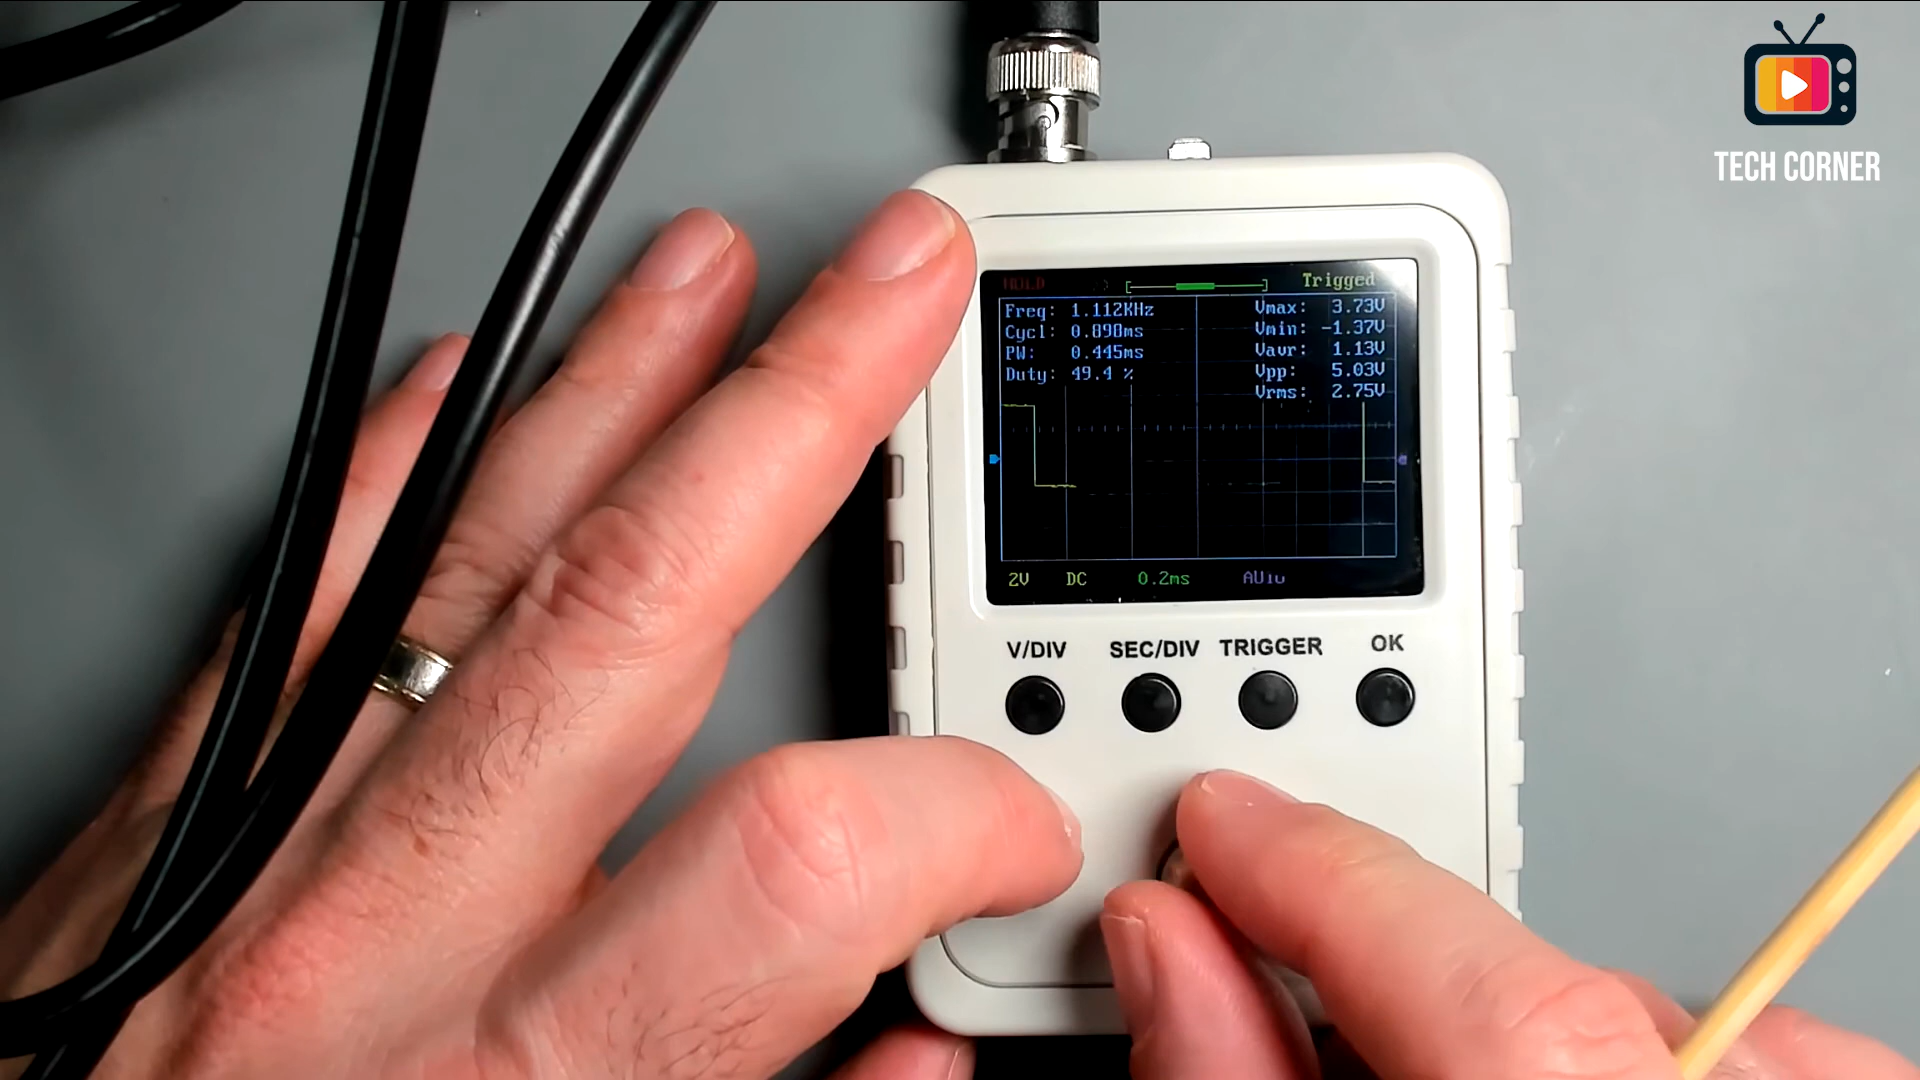 TECH CORNER
HOLD
Trigged
Freq: 1.112KHz
Cycl: 0.890ms
PW: 0.445ms
Duty: 49.4 %
Vmax: 3.73V
Vmin: -1.37V
Vavr: 1.13V
Vpp: 5.03V
Vrms: 2.75V
2V DC 0.2ms AUTO
V/DIV SEC/DIV TRIGGER OK